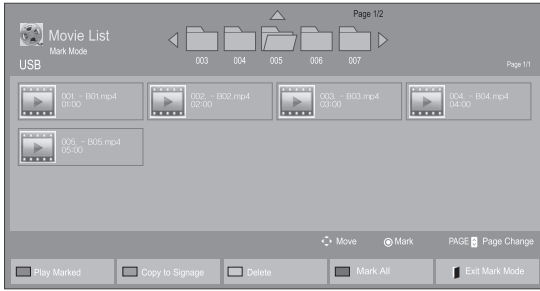 Page 1/2
Movie List
Mark Mode
USB
003 004 005 006 007
Page 1/1
001. - B01.mp4
01:00
002. - B02.mp4
02:00
003. - B03.mp4
03:00
004. - B04.mp4
04:00
005. - B05.mp4
05:00
Move Mark PAGE Page Change
Play Marked Copy to Signage Delete Mark All Exit Mark Mode